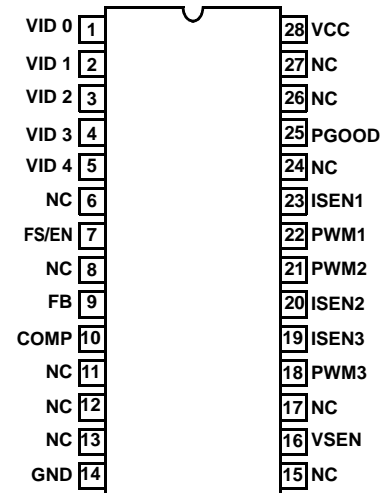 VID 0 1 28 VCC
VID 1 2 27 NC
VID 2 3 26 NC
VID 3 4 25 PGOOD
VID 4 5 24 NC
NC 6 23 ISEN1
FS/EN 7 22 PWM1
NC 8 21 PWM2
FB 9 20 ISEN2
COMP 10 19 ISEN3
NC 11 18 PWM3
NC 12 17 NC
NC 13 16 VSEN
GND 14 15 NC